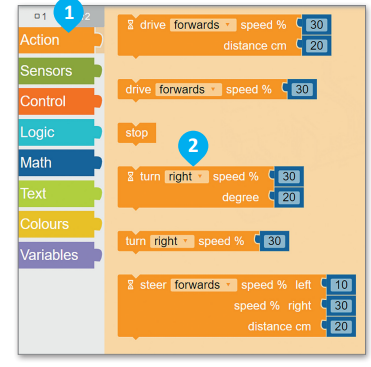 1 2
1
Action
Sensors
Control
Logic
Math
Text
Colours
Variables
drive forwards speed % 30
distance cm 20
drive forwards speed % 30
stop
2
turn right speed % 30
degree 20
turn right speed % 30
steer forwards speed % left 10
speed % right 30
distance cm 20